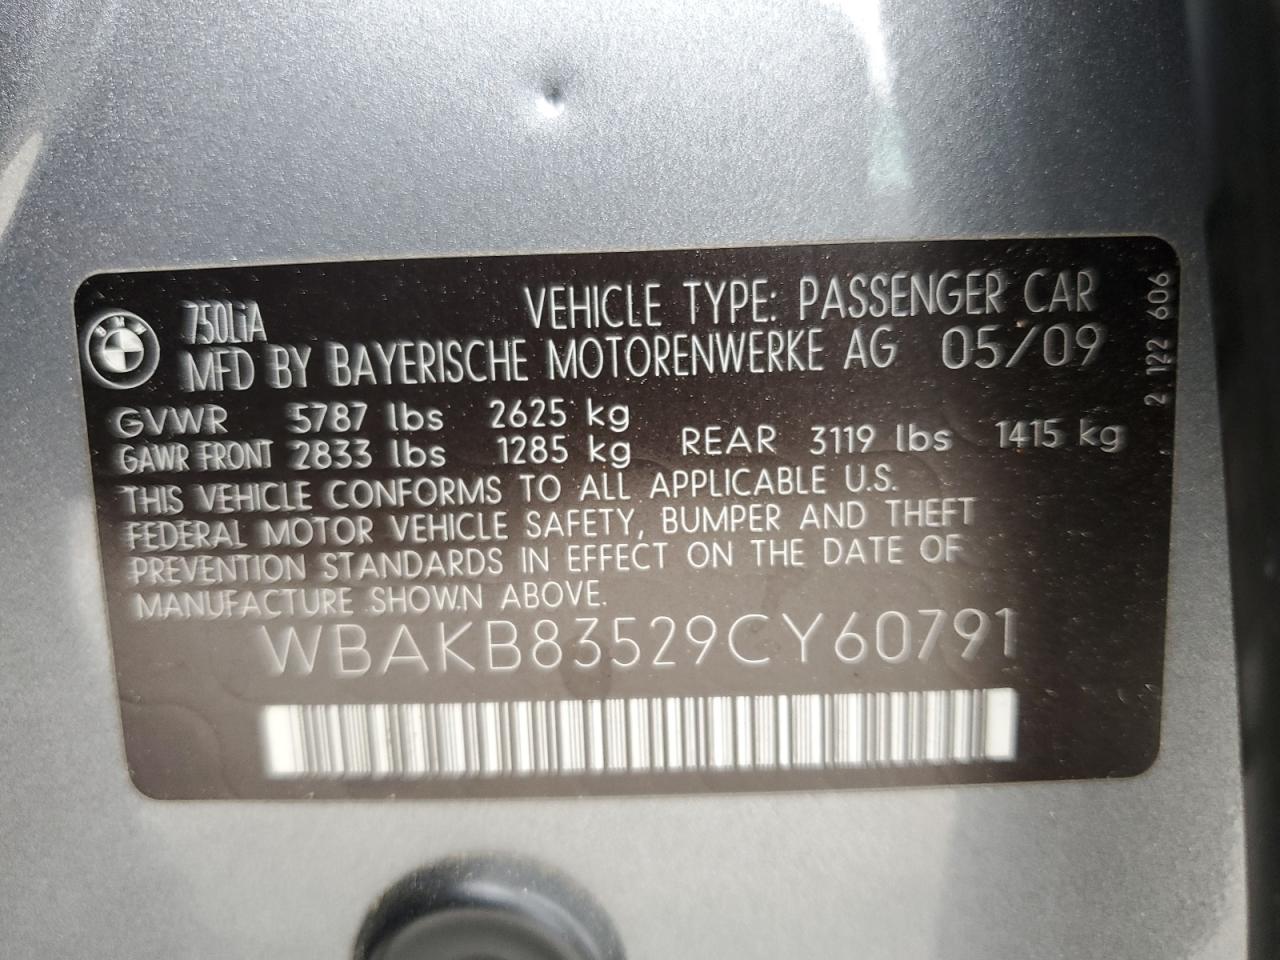 BMW
750LiA VEHICLE TYPE: PASSENGER CAR
MFD BY BAYERISCHE MOTORENWERKE AG 05/09
GVWR 5787 lbs 2625 kg
GAWR FRONT 2833 lbs 1285 kg REAR 3119 lbs 1415 kg
THIS VEHICLE CONFORMS TO ALL APPLICABLE U.S.
FEDERAL MOTOR VEHICLE SAFETY, BUMPER AND THEFT
PREVENTION STANDARDS IN EFFECT ON THE DATE OF
MANUFACTURE SHOWN ABOVE.
WBAKB83529CY60791
2 122 606